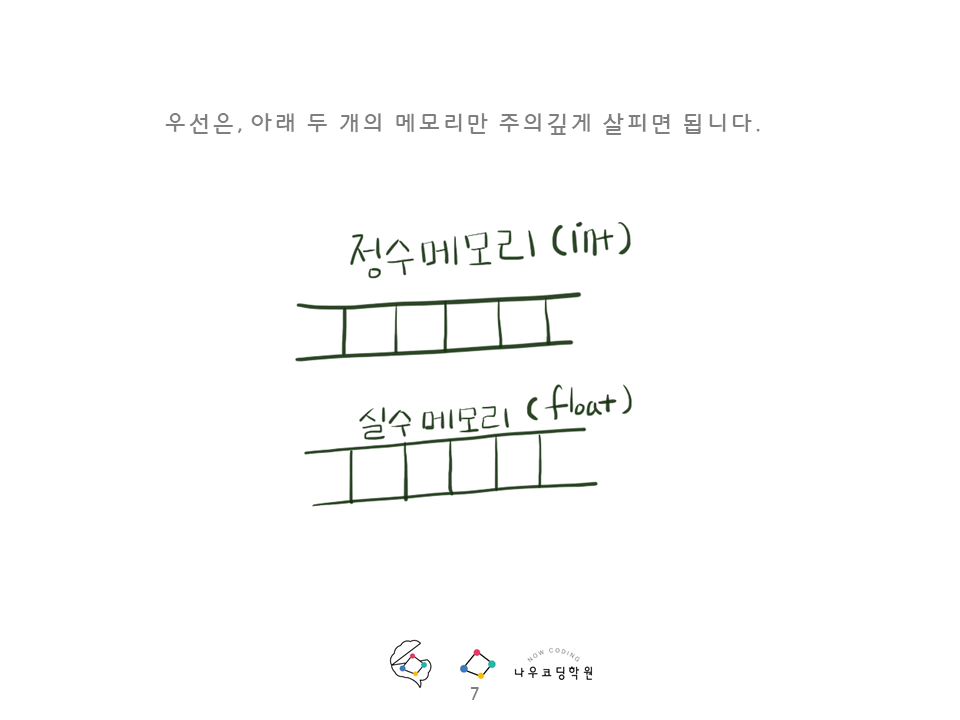 우선은, 아래 두 개의 메모리만 주의깊게 살피면 됩니다.
정수메모리 (int)
실수메모리 (float)
NOW CODING
나우코딩학원
7